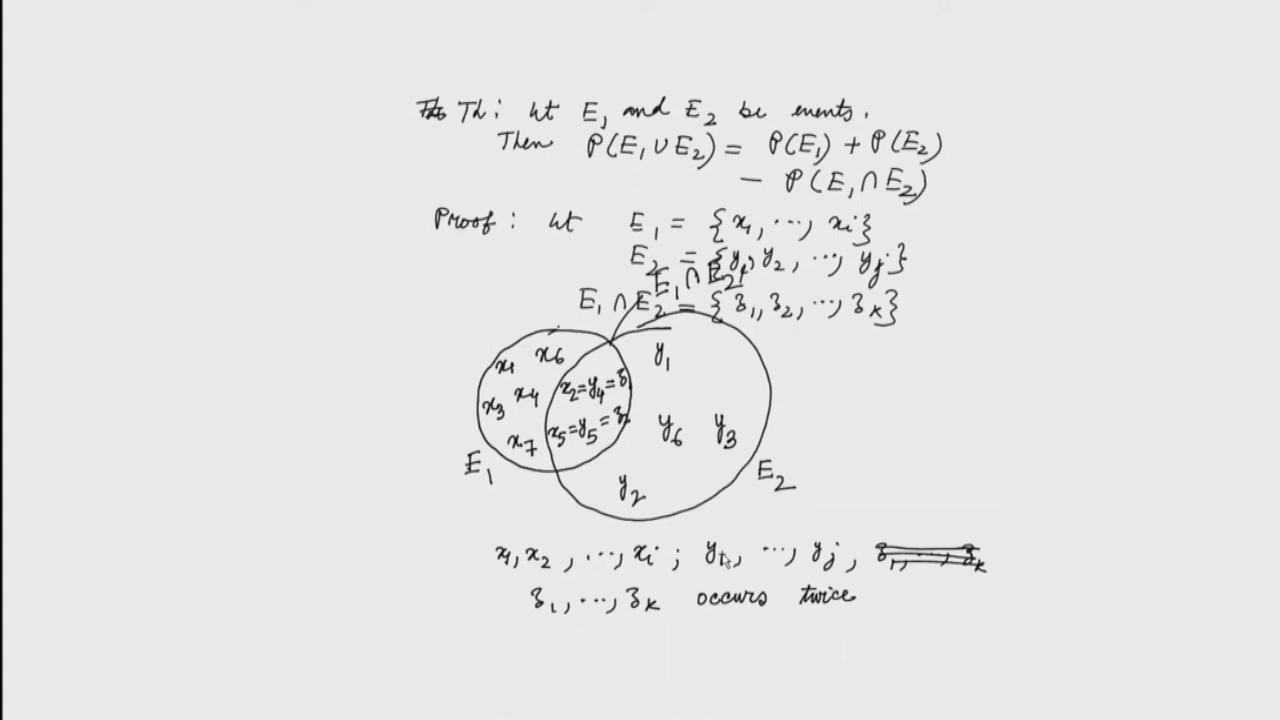 Th : Let E₁ and E₂ be events.
Then P(E₁ ∪ E₂) = P(E₁) + P(E₂)
− P(E₁ ∩ E₂)
Proof : Let E₁ = {x₁, ..., xᵢ}
E₂ = {y₁, y₂, ..., yⱼ}
E₁ ∩ E₂
E₁ ∩ E₂ = {z₁, z₂, ..., zₖ}
x₁ x₆ y₁
x₃ x₄ x₂=y₄=z₁
x₇ x₅=y₅=z₂ y₆ y₃
E₁ y₂ E₂
x₁, x₂, ..., xᵢ ; y₁, ..., yⱼ, z₁, ..., zₖ
z₁, ..., zₖ occurs twice